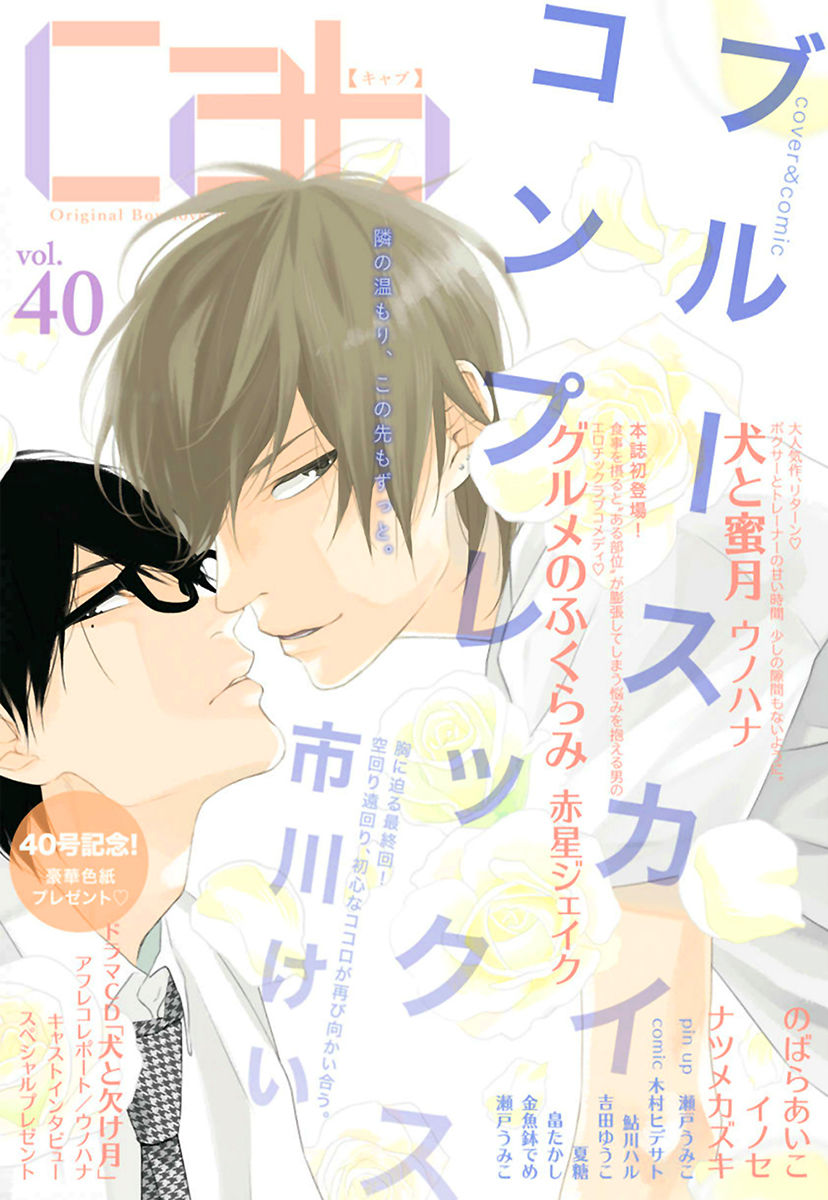 Cab
【キャブ】
Original Boy
vol.
40
cover&comic
ブルースカイ
コンプレックス
市川けい
隣の温もり、この先もずっと。
胸に迫る最終回！
空回り遠回り、初心なココロが再び向かい合う。
大人気作、リターン♡
ボクサーとトレーナーの甘い時間 少しの隙間もないように。
犬と蜜月 ウノハナ
本誌初登場！
食事を摂ると“ある部位”が膨張してしまう悩みを抱える男の
エロチックラブコメディ♡
グルメのふくらみ 赤星ジェイク
のばらあいこ
イノセ
ナツメカズキ
pin up 瀬戸うみこ
comic 木村ヒデサト
鮎川ハル
吉田ゆうこ
夏糖
畠たかし
金魚鉢でめ
瀬戸うみこ
40号記念！
豪華色紙
プレゼント♡
ドラマCD「犬と欠け月」
アフレコレポート／ウノハナ
キャストインタビュー
スペシャルプレゼント